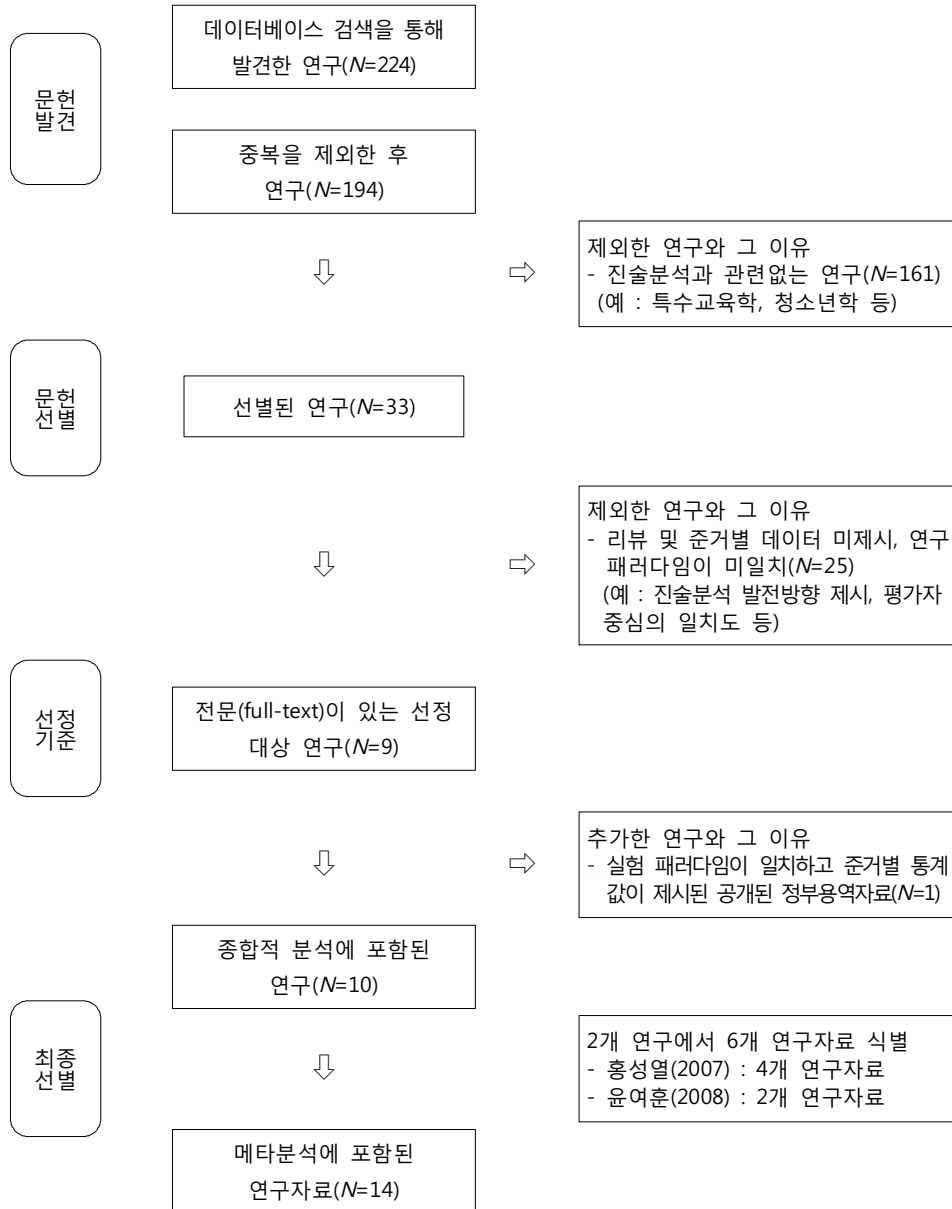 데이터베이스 검색을 통해
발견한 연구(N=224)
문헌
발견
중복을 제외한 후
연구(N=194)
제외한 연구와 그 이유
- 진술분석과 관련없는 연구(N=161)
(예 : 특수교육학, 청소년학 등)
문헌
선별
선별된 연구(N=33)
제외한 연구와 그 이유
- 리뷰 및 준거별 데이터 미제시, 연구
패러다임이 미일치(N=25)
(예 : 진술분석 발전방향 제시, 평가자
중심의 일치도 등)
선정
기준
전문(full-text)이 있는 선정
대상 연구(N=9)
추가한 연구와 그 이유
- 실험 패러다임이 일치하고 준거별 통계
값이 제시된 공개된 정부용역자료(N=1)
종합적 분석에 포함된
연구(N=10)
최종
선별
2개 연구에서 6개 연구자료 식별
- 홍성열(2007) : 4개 연구자료
- 윤여훈(2008) : 2개 연구자료
메타분석에 포함된
연구자료(N=14)